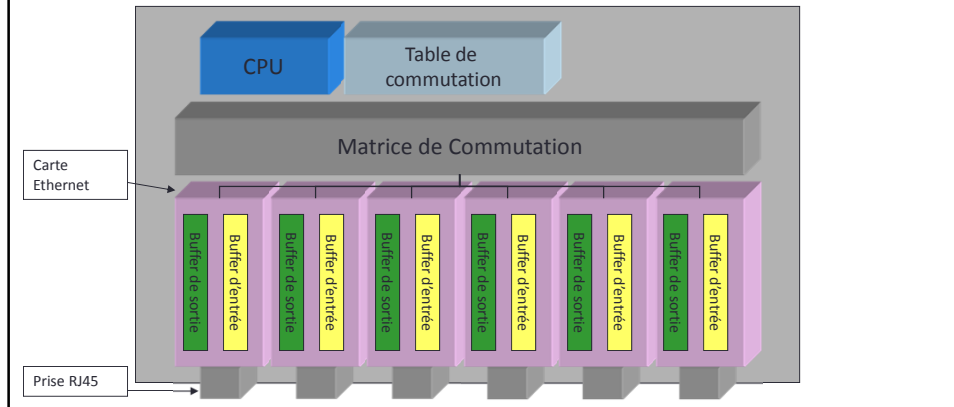 CPU
Table de
commutation
Matrice de Commutation
Carte
Ethernet
Buffer de sortie
Buffer d'entrée
Buffer de sortie
Buffer d'entrée
Buffer de sortie
Buffer d'entrée
Buffer de sortie
Buffer d'entrée
Buffer de sortie
Buffer d'entrée
Buffer de sortie
Buffer d'entrée
Prise RJ45